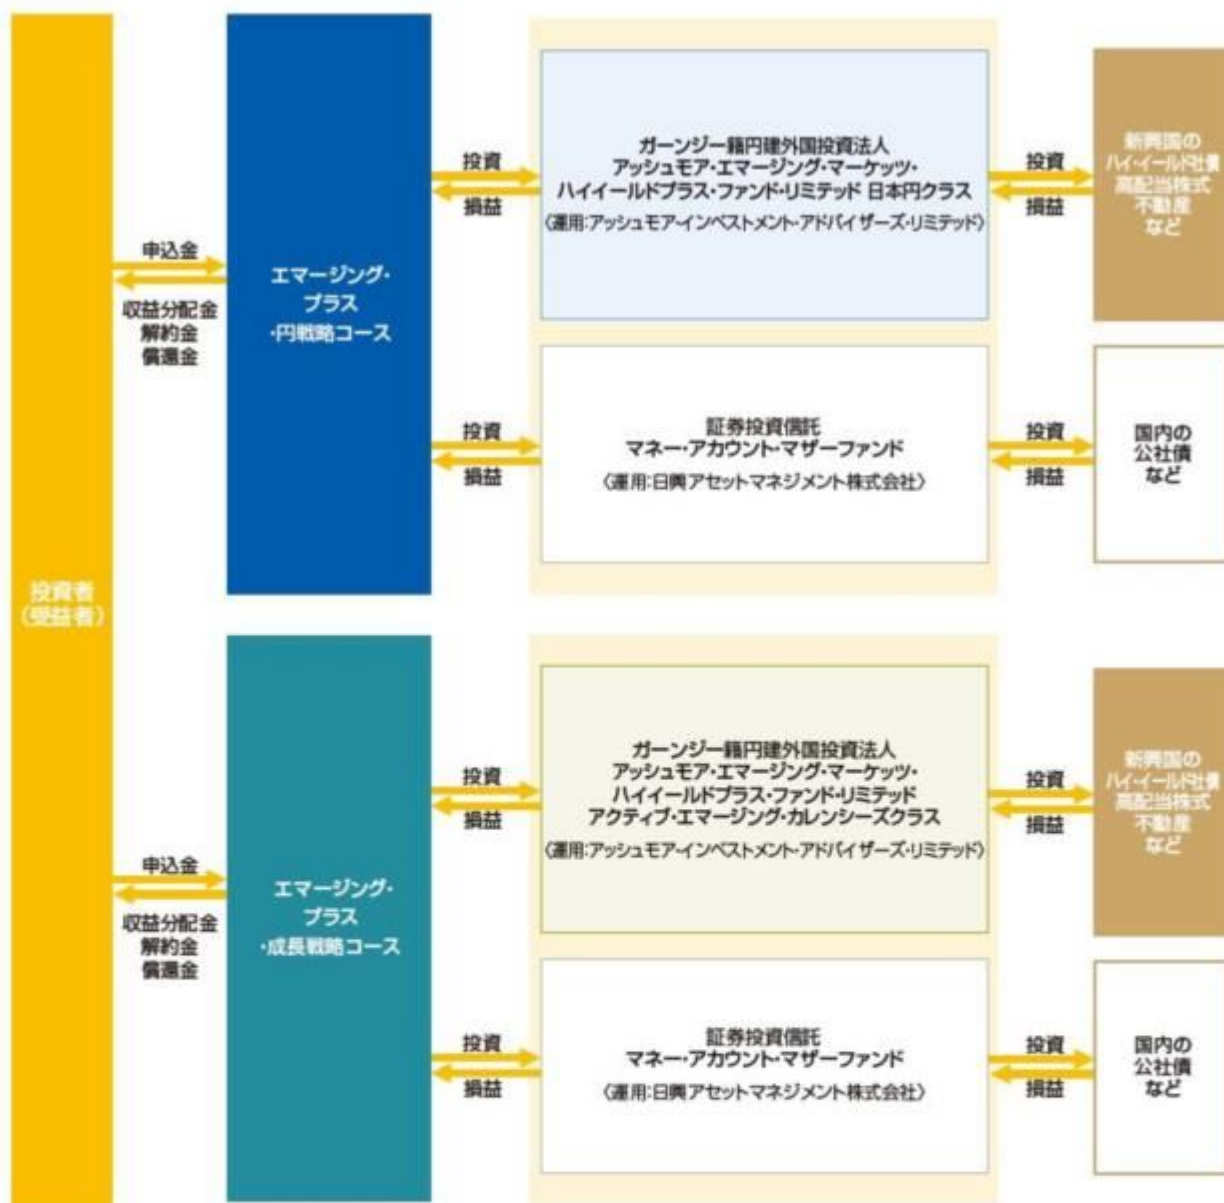 投資者
（受益者）
申込金
収益分配金
解約金
償還金
エマージング・
プラス
・円戦略コース
投資
損益
ガーンジー籍円建外国投資法人
アッシュモア・エマージング・マーケッツ・
ハイイールドプラス・ファンド・リミテッド 日本円クラス
〈運用:アッシュモア・インベストメント・アドバイザーズ・リミテッド〉
投資
損益
新興国の
ハイ・イールド社債
高配当株式
不動産
など
投資
損益
証券投資信託
マネー・アカウント・マザーファンド
〈運用:日興アセットマネジメント株式会社〉
投資
損益
国内の
公社債
など
申込金
収益分配金
解約金
償還金
エマージング・
プラス
・成長戦略コース
投資
損益
ガーンジー籍円建外国投資法人
アッシュモア・エマージング・マーケッツ・
ハイイールドプラス・ファンド・リミテッド
アクティブ・エマージング・カレンシーズクラス
〈運用:アッシュモア・インベストメント・アドバイザーズ・リミテッド〉
投資
損益
新興国の
ハイ・イールド社債
高配当株式
不動産
など
投資
損益
証券投資信託
マネー・アカウント・マザーファンド
〈運用:日興アセットマネジメント株式会社〉
投資
損益
国内の
公社債
など